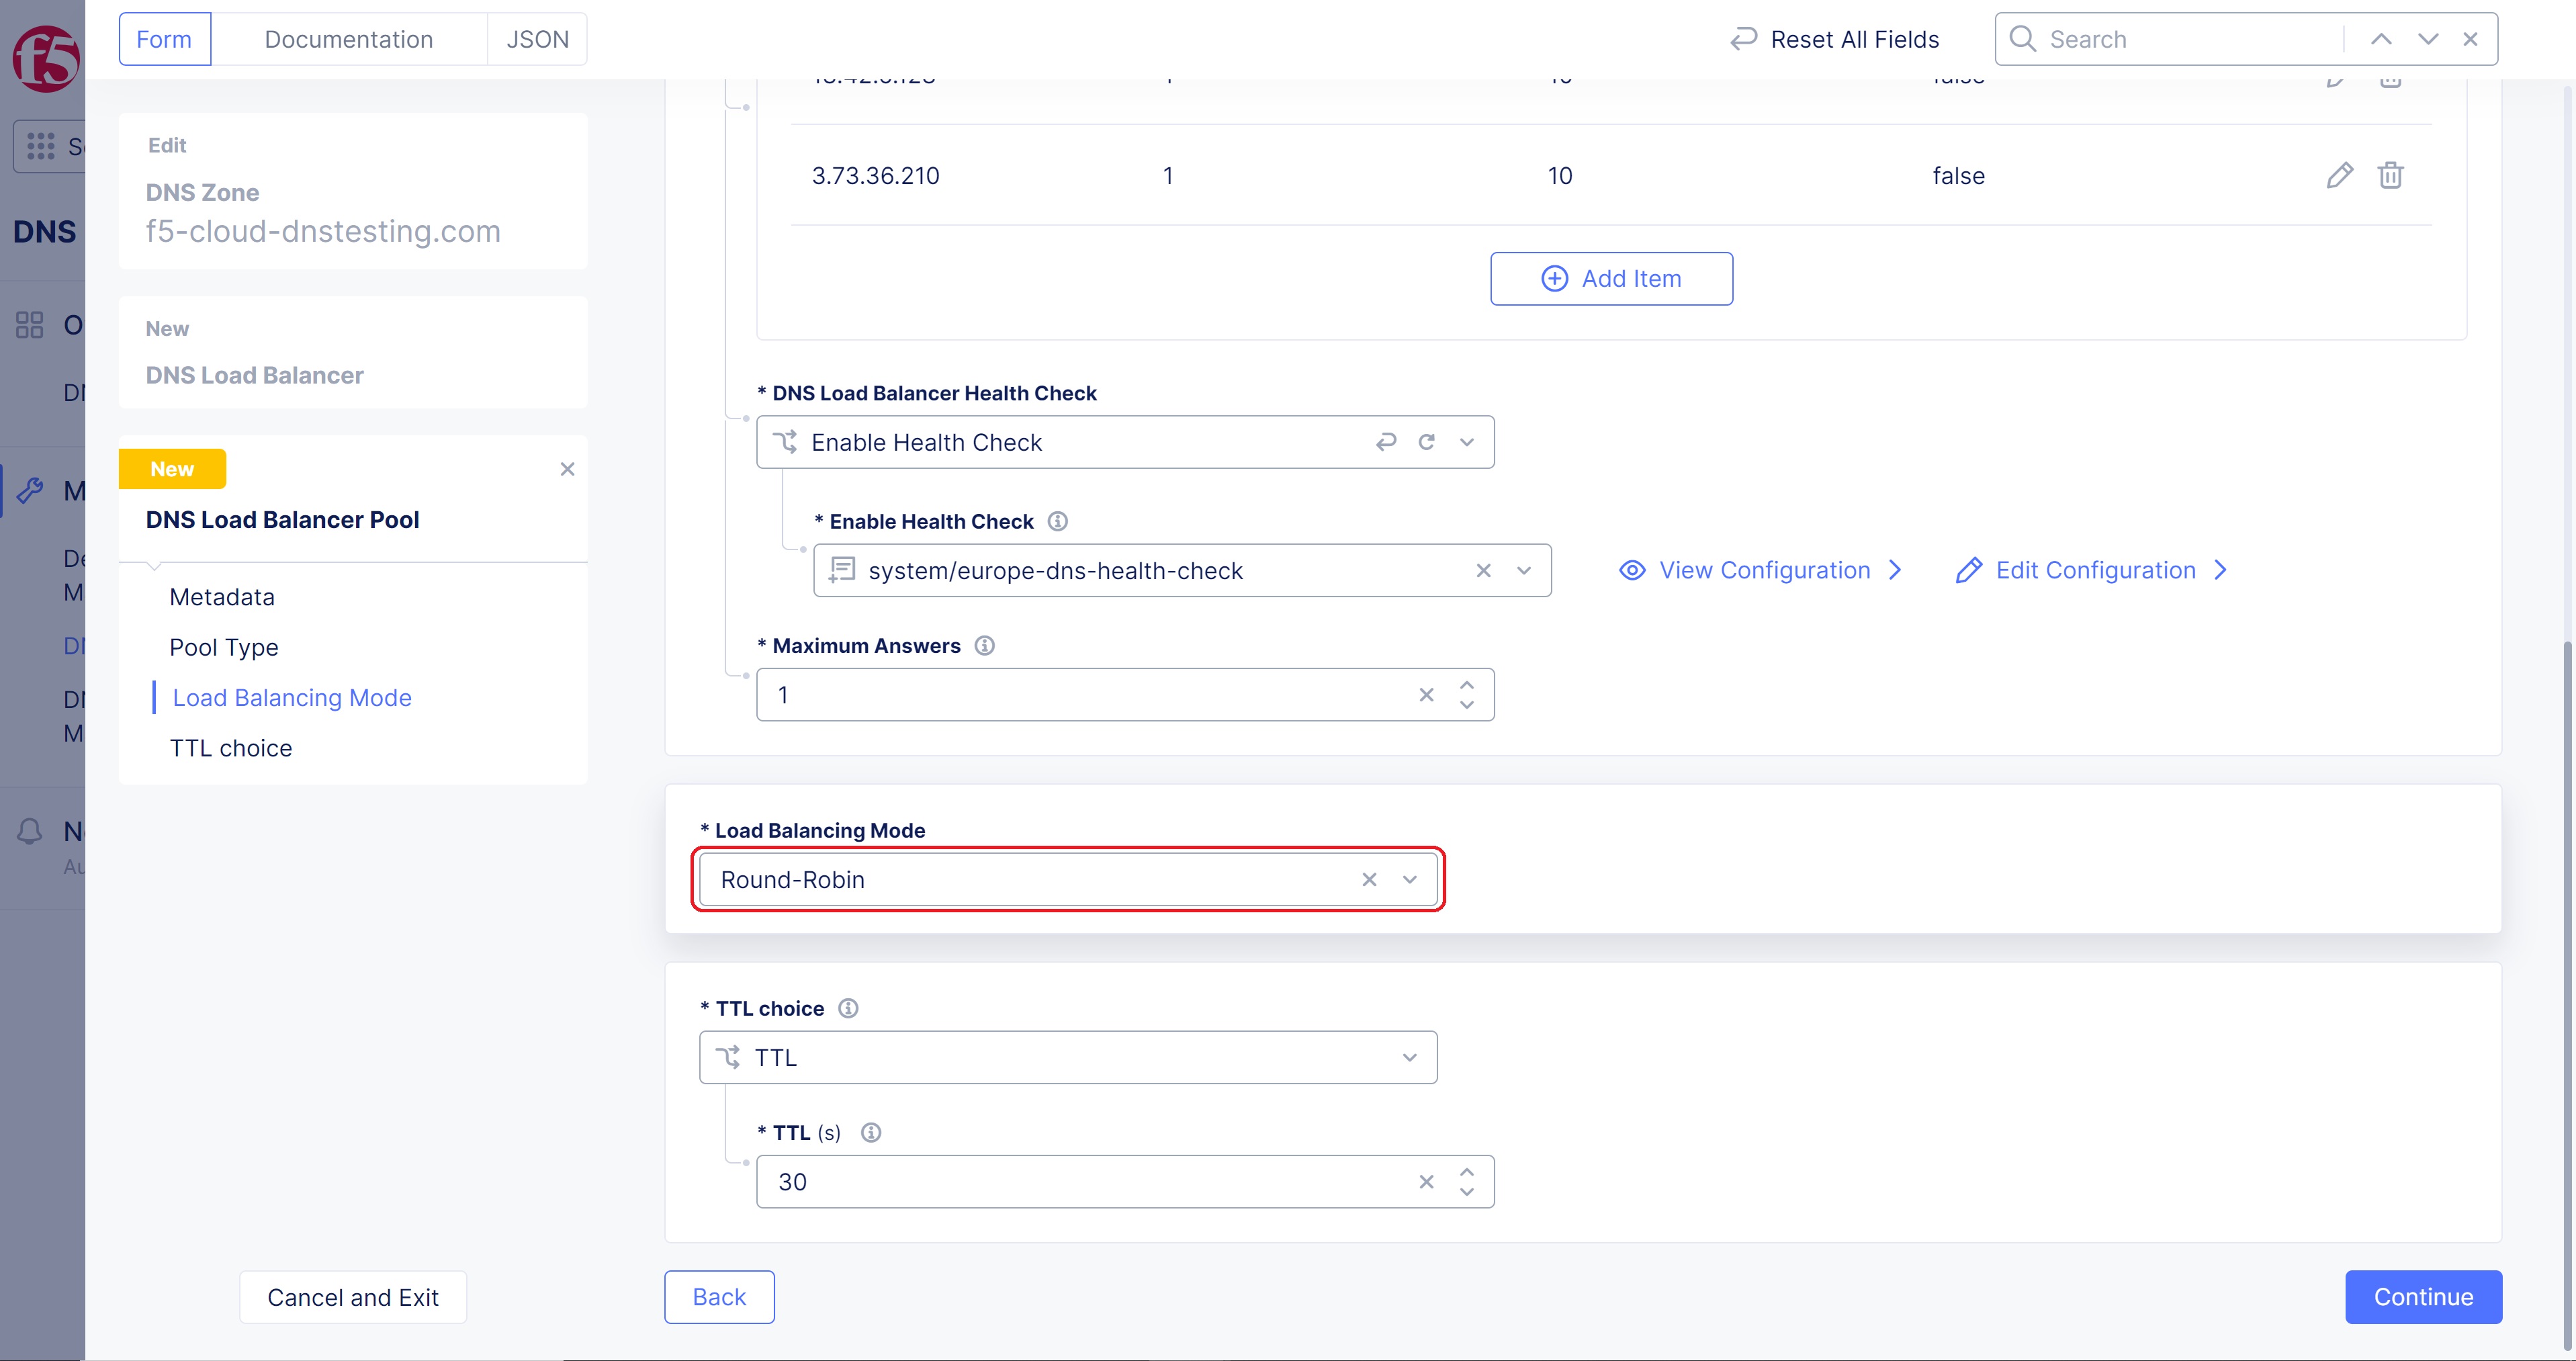 Form Documentation JSON Reset All Fields Search
f5
DNS
Edit
DNS Zone
f5-cloud-dnstesting.com
3.73.36.210 1 10 false
Add Item
New
DNS Load Balancer
* DNS Load Balancer Health Check
Enable Health Check
New
DNS Load Balancer Pool
* Enable Health Check
system/europe-dns-health-check View Configuration Edit Configuration
Metadata
Pool Type
Load Balancing Mode
TTL choice
* Maximum Answers
1
* Load Balancing Mode
Round-Robin
* TTL choice
TTL
* TTL (s)
30
Cancel and Exit Back Continue